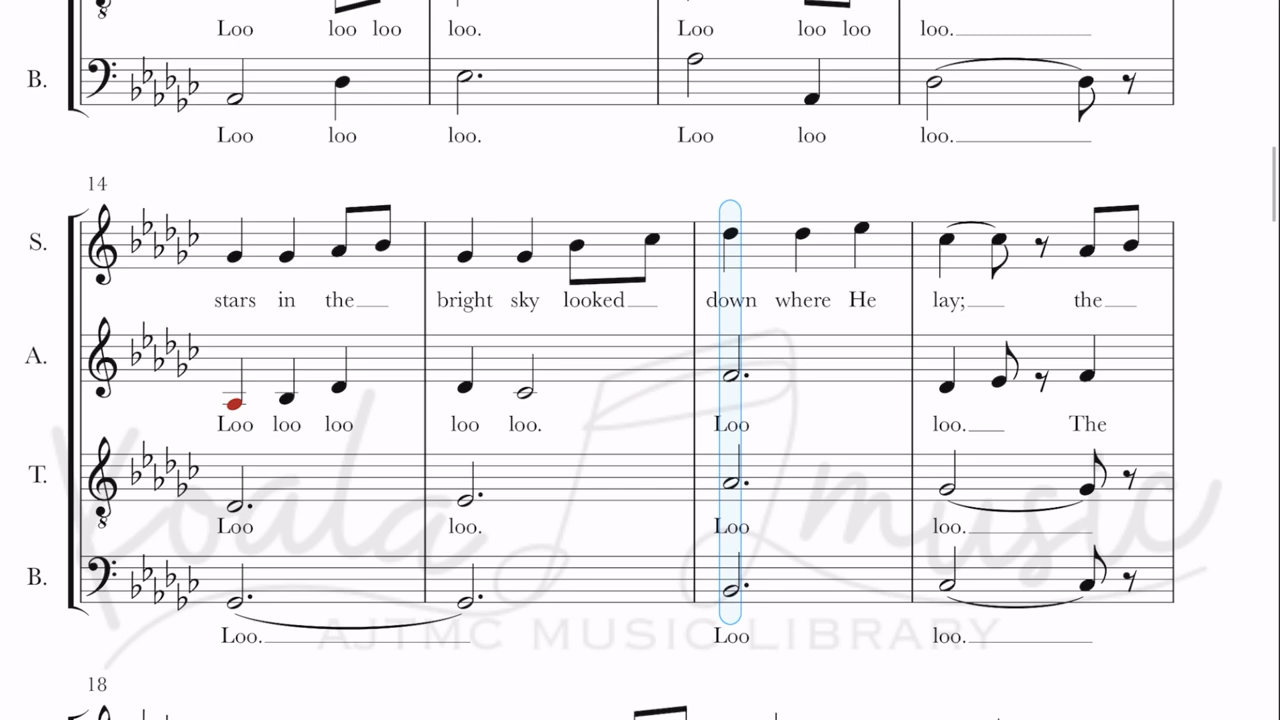 Loo loo loo loo. Loo loo loo loo.
B.
Loo loo loo. Loo loo loo.
14
S.
stars in the bright sky looked down where He lay; the
A.
Loo loo loo loo loo. Loo loo. The
T.
Loo loo. Loo loo.
B.
Loo. Loo loo.
Koala music
AJTMC MUSIC LIBRARY
18